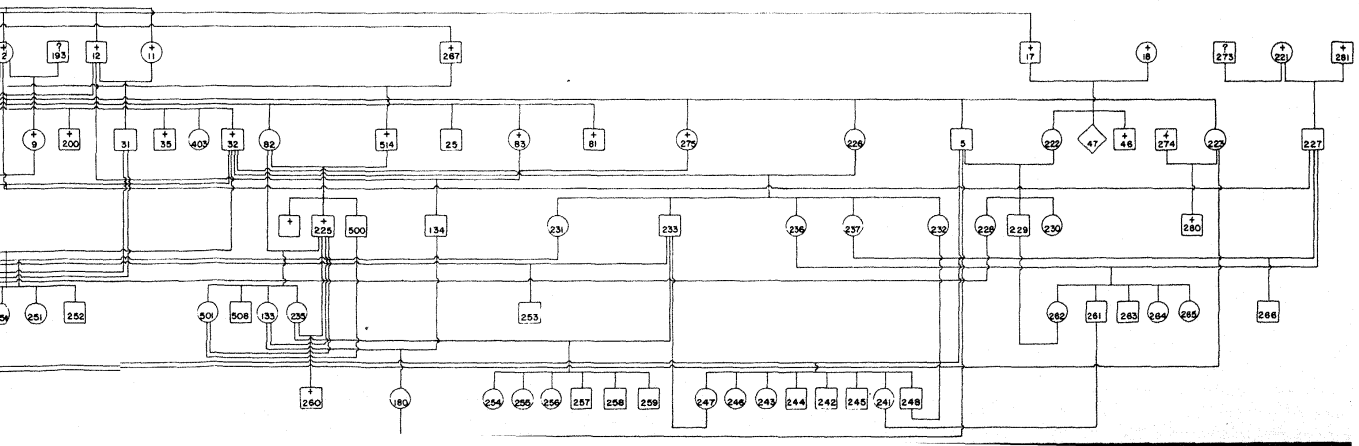 2 ? 193 + 12 + 11 + 287 + 17 + 18 ? 273 + 221 + 281
+ 9 + 200 31 + 35 403 + 32 82 + 514 25 + 83 + 81 + 275 226 5 222 47 + 46 + 274 223 227
+ + 225 500 134 231 233 236 237 232 228 229 230 + 280
251 252 501 508 133 235 253 262 261 263 264 265 266
+ 260 180 254 255 256 257 258 259 247 246 243 244 242 245 241 248